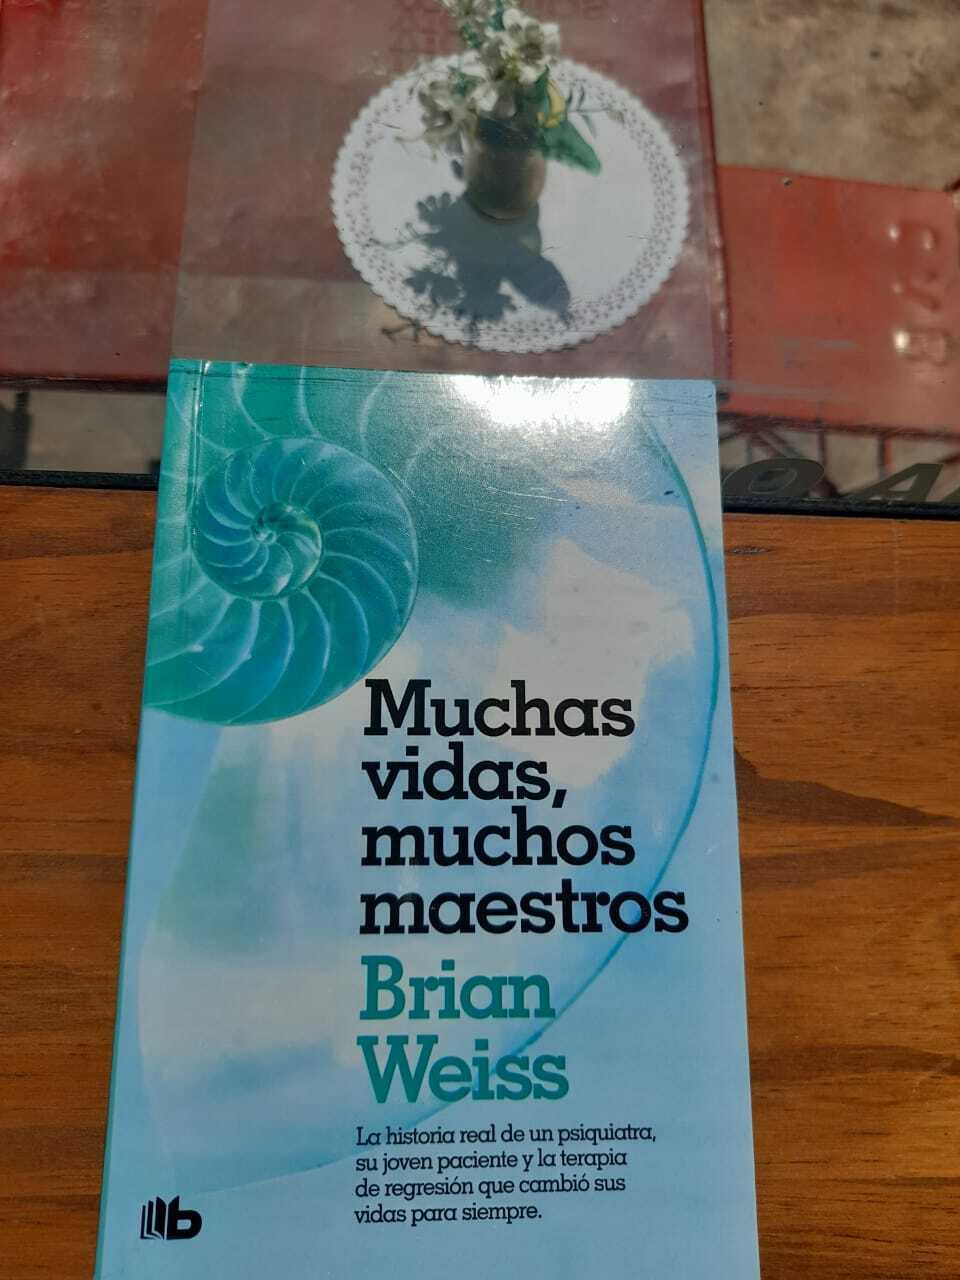 Muchas
vidas,
muchos
maestros
Brian
Weiss
La historia real de un psiquiatra,
su joven paciente y la terapia
de regresión que cambió sus
vidas para siempre.
b